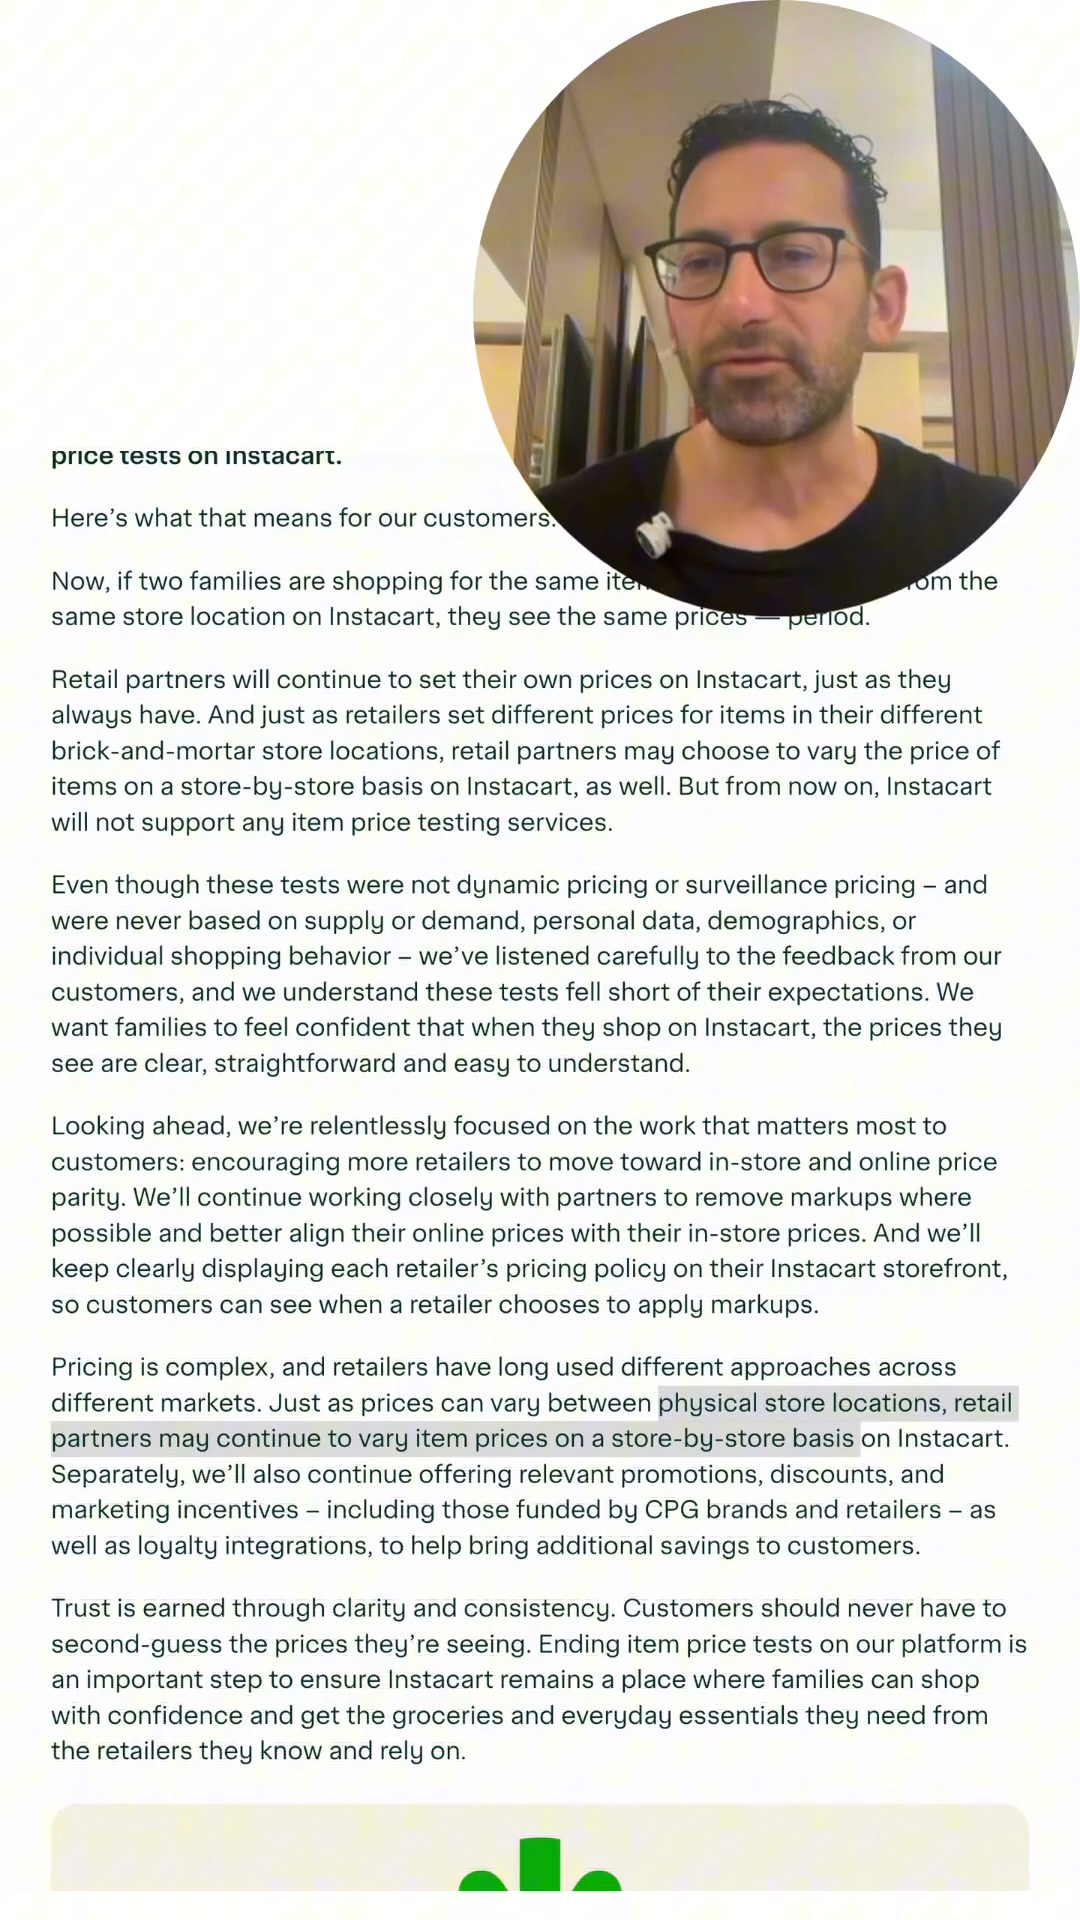 price tests on Instacart.
Here’s what that means for our customers.
Now, if two families are shopping for the same the
same store location on Instacart, they see the same prices — period.
Retail partners will continue to set their own prices on Instacart, just as they
always have. And just as retailers set different prices for items in their different
brick-and-mortar store locations, retail partners may choose to vary the price of
items on a store-by-store basis on Instacart, as well. But from now on, Instacart
will not support any item price testing services.
Even though these tests were not dynamic pricing or surveillance pricing – and
were never based on supply or demand, personal data, demographics, or
individual shopping behavior – we’ve listened carefully to the feedback from our
customers, and we understand these tests fell short of their expectations. We
want families to feel confident that when they shop on Instacart, the prices they
see are clear, straightforward and easy to understand.
Looking ahead, we’re relentlessly focused on the work that matters most to
customers: encouraging more retailers to move toward in-store and online price
parity. We’ll continue working closely with partners to remove markups where
possible and better align their online prices with their in-store prices. And we’ll
keep clearly displaying each retailer’s pricing policy on their Instacart storefront,
so customers can see when a retailer chooses to apply markups.
Pricing is complex, and retailers have long used different approaches across
different markets. Just as prices can vary between physical store locations, retail
partners may continue to vary item prices on a store-by-store basis on Instacart.
Separately, we’ll also continue offering relevant promotions, discounts, and
marketing incentives – including those funded by CPG brands and retailers – as
well as loyalty integrations, to help bring additional savings to customers.
Trust is earned through clarity and consistency. Customers should never have to
second-guess the prices they’re seeing. Ending item price tests on our platform is
an important step to ensure Instacart remains a place where families can shop
with confidence and get the groceries and everyday essentials they need from
the retailers they know and rely on.